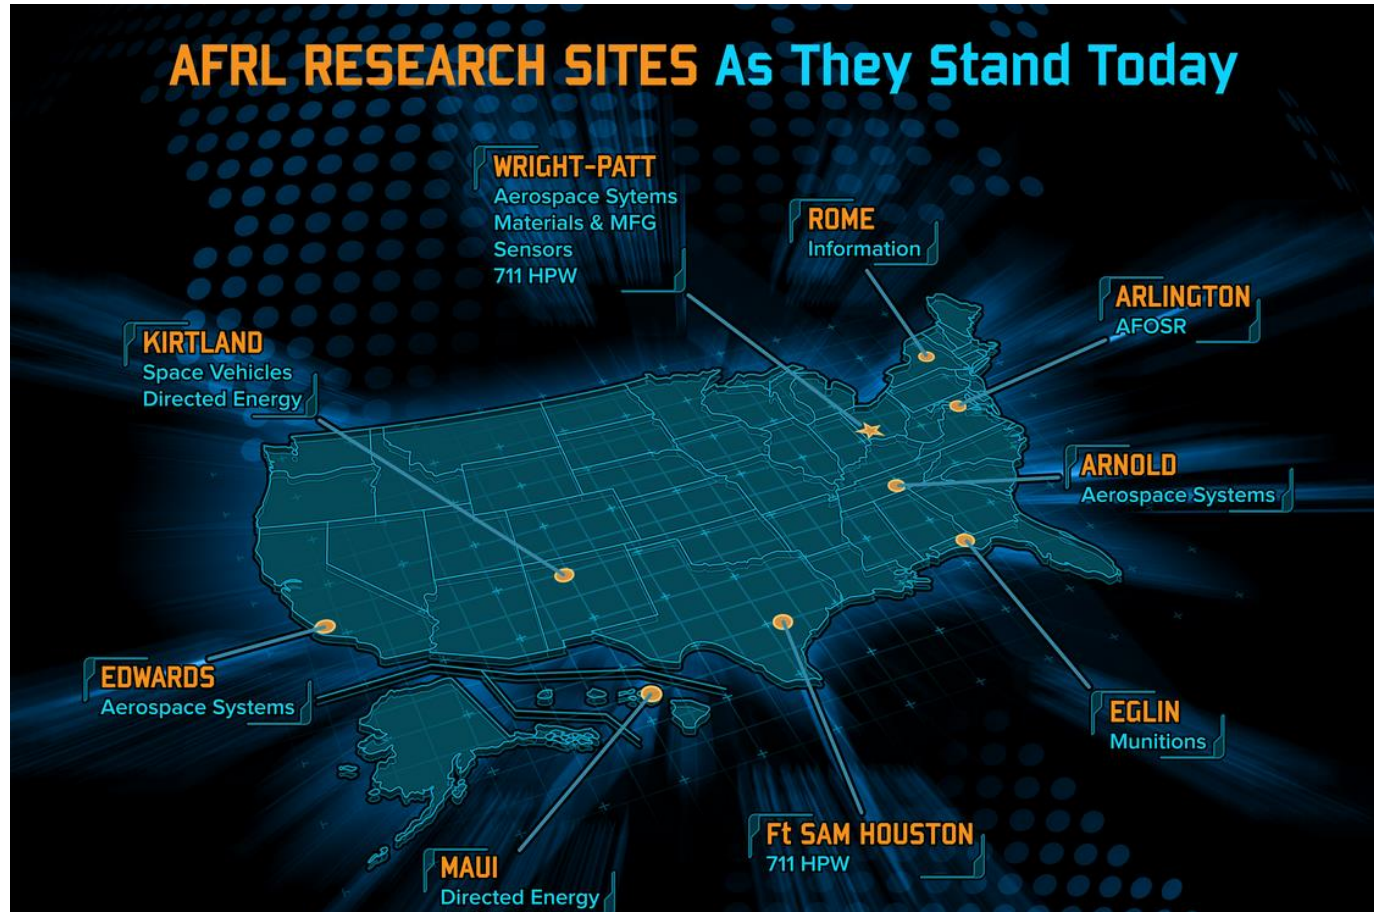 AFRL RESEARCH SITES As They Stand Today
WRIGHT-PATT
Aerospace Sytems
Materials & MFG
Sensors
711 HPW
ROME
Information
ARLINGTON
AFOSR
KIRTLAND
Space Vehicles
Directed Energy
ARNOLD
Aerospace Systems
EDWARDS
Aerospace Systems
EGLIN
Munitions
Ft SAM HOUSTON
711 HPW
MAUI
Directed Energy